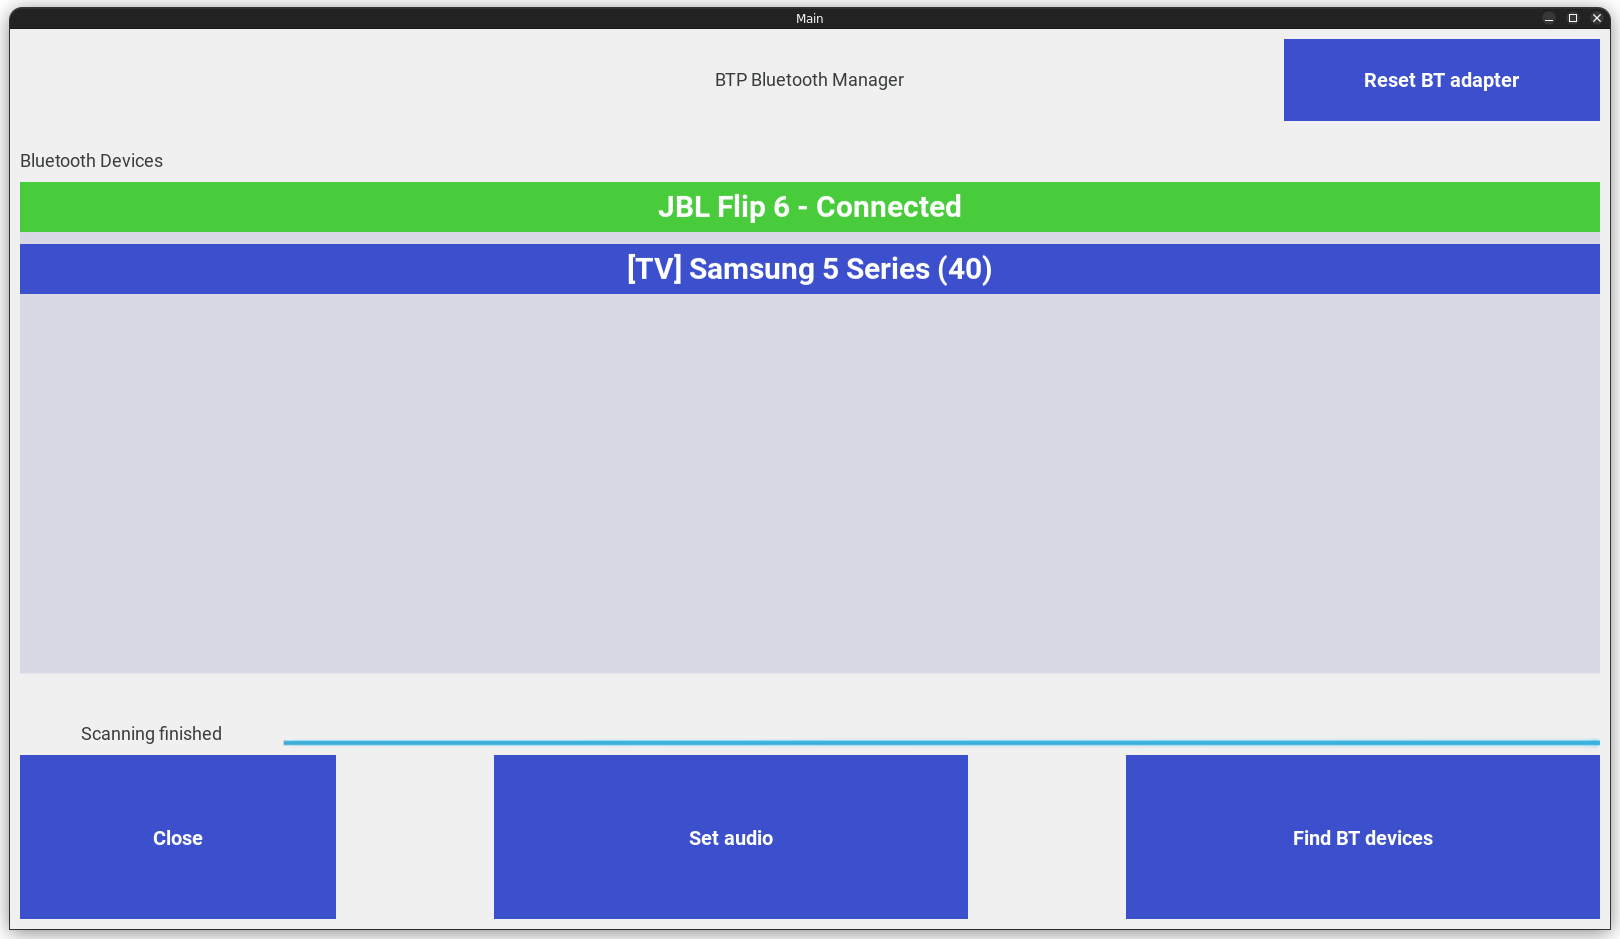 Main
BTP Bluetooth Manager
Reset BT adapter
Bluetooth Devices
JBL Flip 6 - Connected
[TV] Samsung 5 Series (40)
Scanning finished
Close
Set audio
Find BT devices